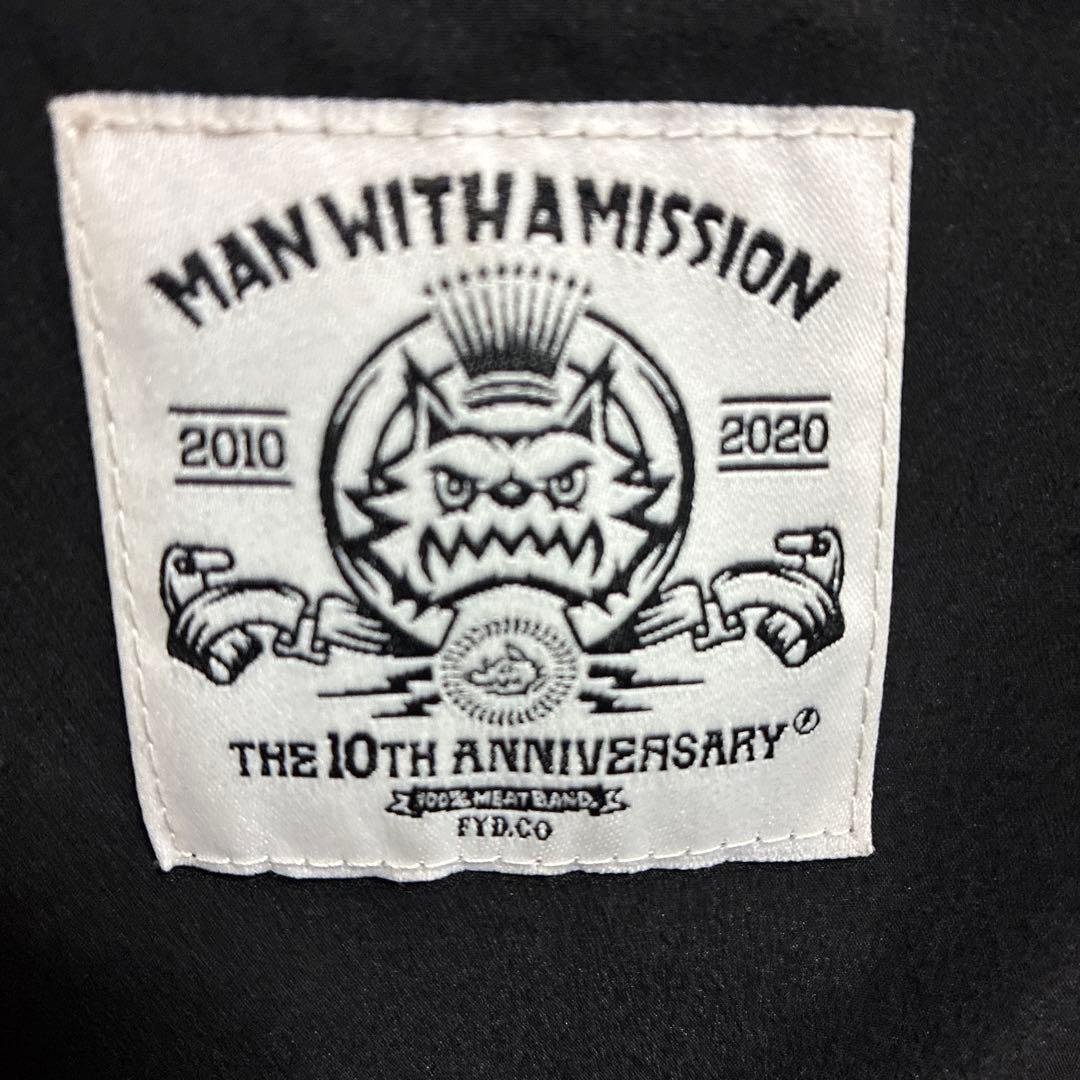 MAN WITH A MISSION
2010
2020
THE 10TH ANNIVERSARY
100% MEAT BAND.
FYD.CO